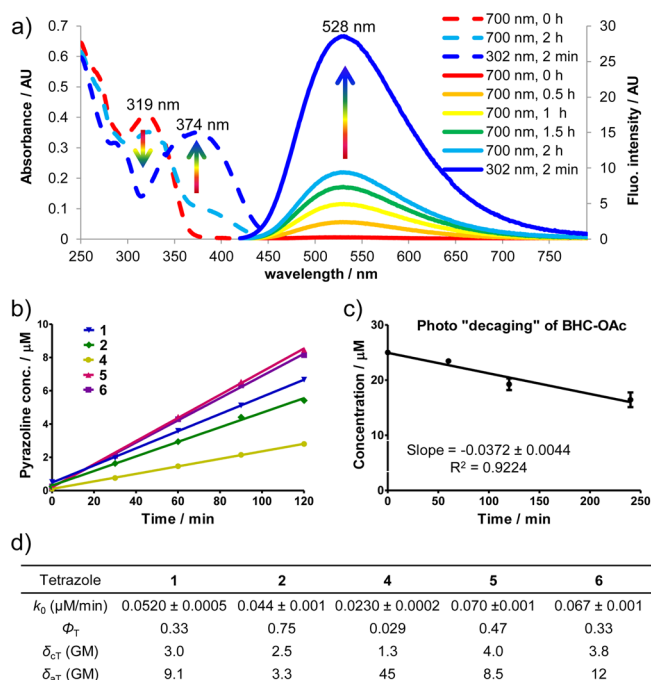 a)
0.7
0.6
0.5
0.4
0.3
0.2
0.1
0
Absorbance / AU
250 300 350 400 450 500 550 600 650 700 750
wavelength / nm
30
25
20
15
10
5
0
Fluo. intensity / AU
319 nm
374 nm
528 nm
700 nm, 0 h
700 nm, 2 h
302 nm, 2 min
700 nm, 0 h
700 nm, 0.5 h
700 nm, 1 h
700 nm, 1.5 h
700 nm, 2 h
302 nm, 2 min
b)
Pyrazoline conc. / µM
10
8
6
4
2
0
0 20 40 60 80 100 120
Time / min
1
2
4
5
6
c)
Photo "decaging" of BHC-OAc
Concentration / µM
30
20
10
0
0 50 100 150 200 250
Time / min
Slope = -0.0372 ± 0.0044
R² = 0.9224
d)
Tetrazole 1 2 4 5 6
k₀ (µM/min) 0.0520 ± 0.0005 0.044 ± 0.001 0.0230 ± 0.0002 0.070 ±0.001 0.067 ± 0.001
Φ_T 0.33 0.75 0.029 0.47 0.33
δ_cT (GM) 3.0 2.5 1.3 4.0 3.8
δ_aT (GM) 9.1 3.3 45 8.5 12